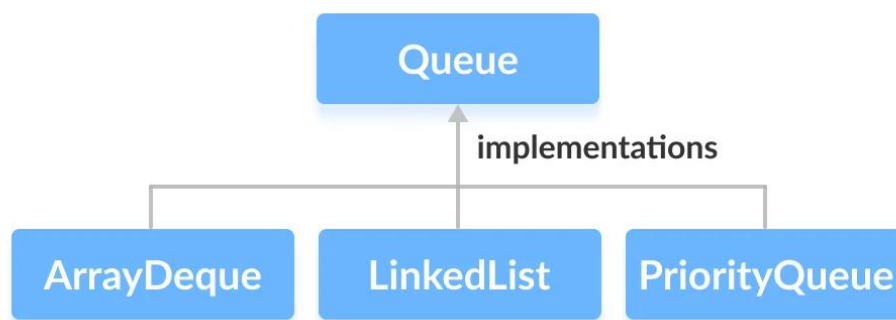 Queue
implementations
ArrayDeque
LinkedList
PriorityQueue